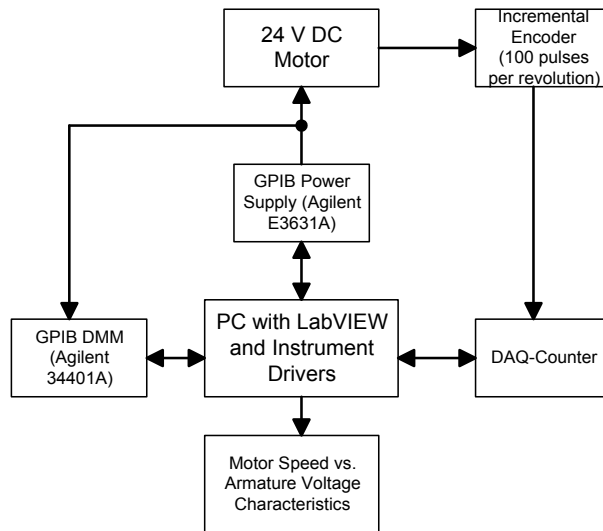 24 V DC
Motor
Incremental
Encoder
(100 pulses
per revolution)
GPIB Power
Supply (Agilent
E3631A)
GPIB DMM
(Agilent
34401A)
PC with LabVIEW
and Instrument
Drivers
DAQ-Counter
Motor Speed vs.
Armature Voltage
Characteristics